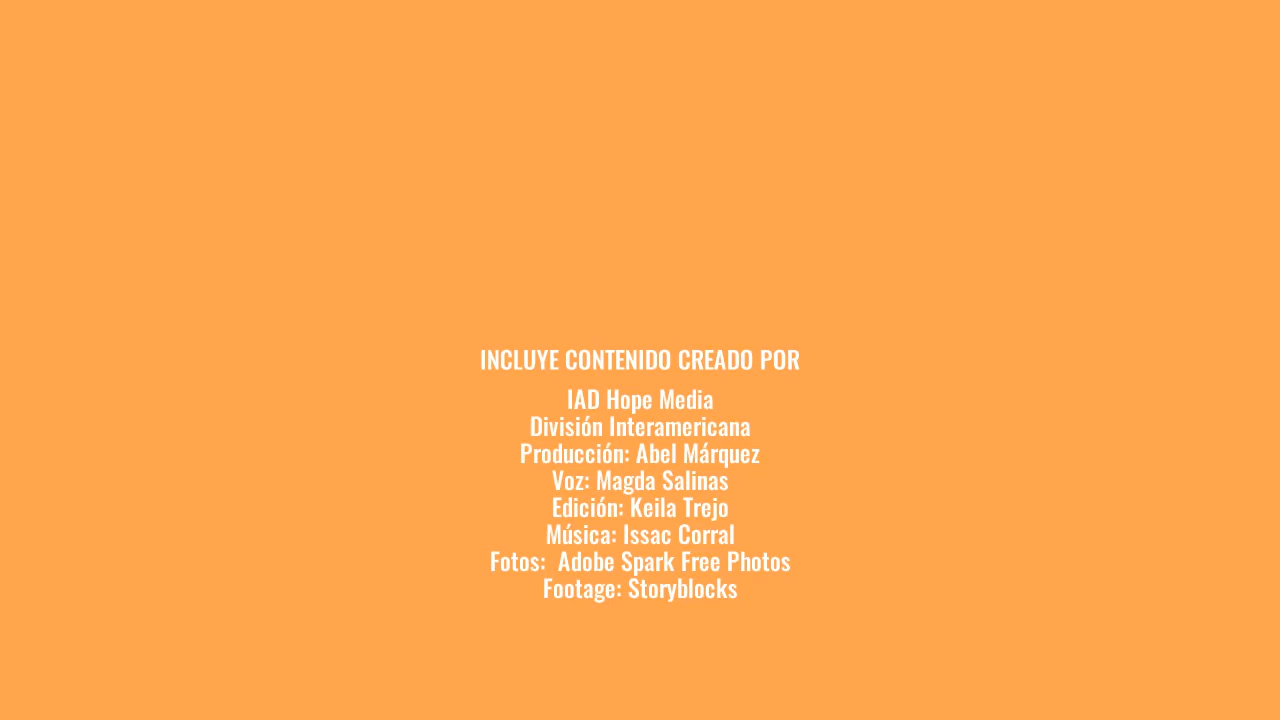 INCLUYE CONTENIDO CREADO POR
IAD Hope Media
División Interamericana
Producción: Abel Márquez
Voz: Magda Salinas
Edición: Keila Trejo
Música: Issac Corral
Fotos:  Adobe Spark Free Photos
Footage: Storyblocks